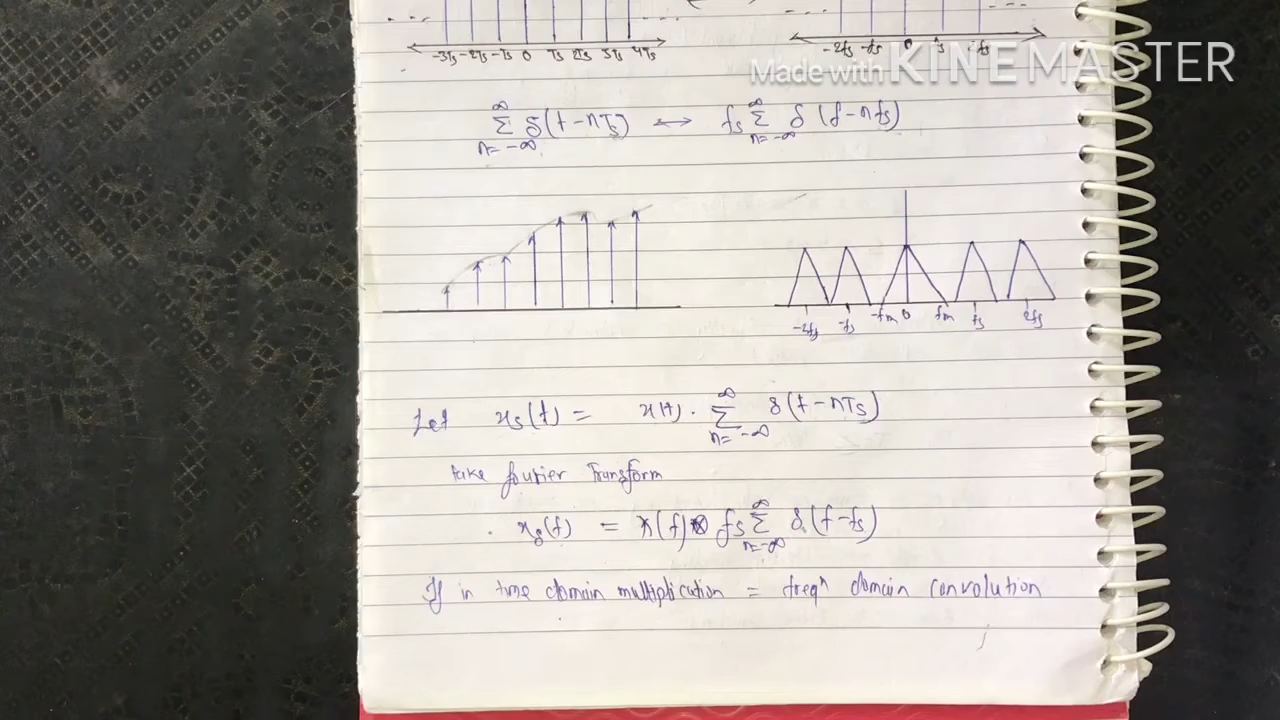 -3Ts -2Ts -Ts 0 Ts 2Ts 3Ts 4Ts
-2fs -fs 0 fs
Made with KINEMASTER
∞ ∑ n=-∞ δ(t-nTs) ↔ fs ∞ ∑ n=-∞ δ (f-nfs)
-2fs -fs -fm 0 fm fs 2fs
Let xs(t) = x(t) . ∞ ∑ n=-∞ δ(t-nTs)
take fourier Transform
xs(f) = x(f) ⊗ fs ∞ ∑ n=-∞ δ(f-fs)
If in time domain multiplication = freqⁿ domain convolution